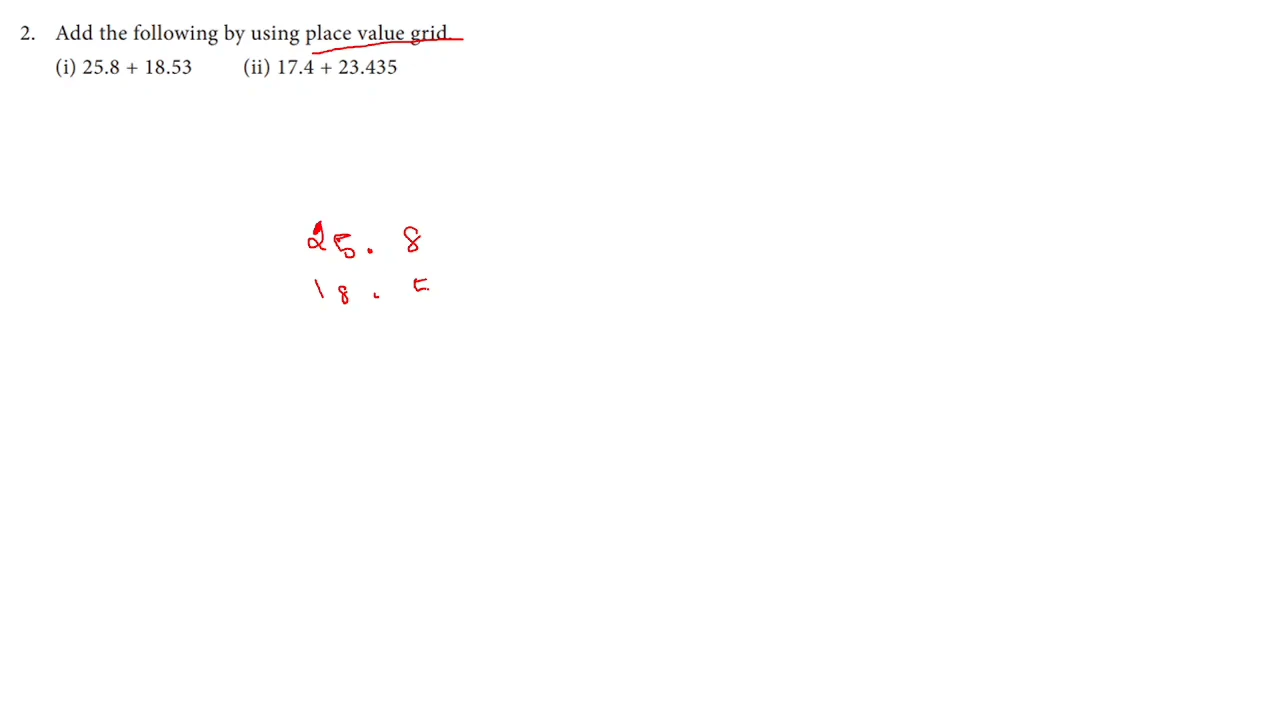 2. Add the following by using place value grid.
(i) 25.8 + 18.53 (ii) 17.4 + 23.435
25. 8
18. 5